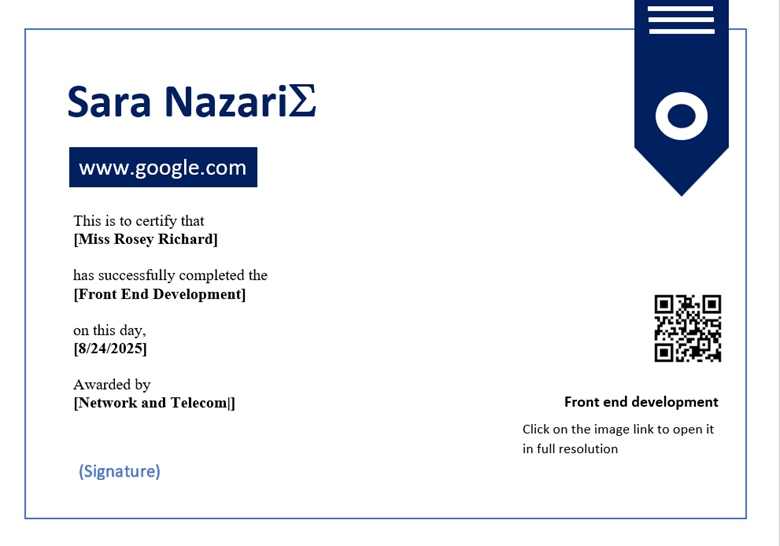 Sara NazariΣ
www.google.com
This is to certify that
[Miss Rosey Richard]
has successfully completed the
[Front End Development]
on this day,
[8/24/2025]
Awarded by
[Network and Telecom|]
(Signature)
Front end development
Click on the image link to open it
in full resolution